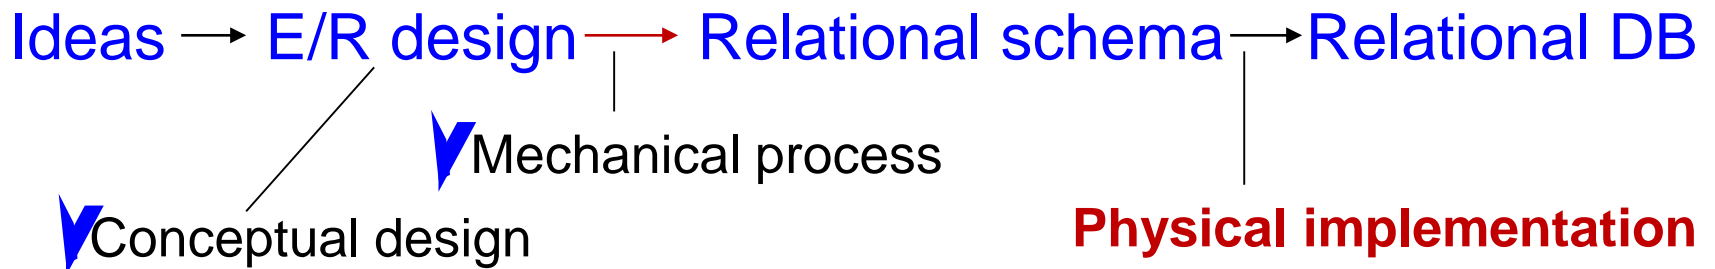 Ideas → E/R design → Relational schema → Relational DB
Mechanical process
Conceptual design
Physical implementation